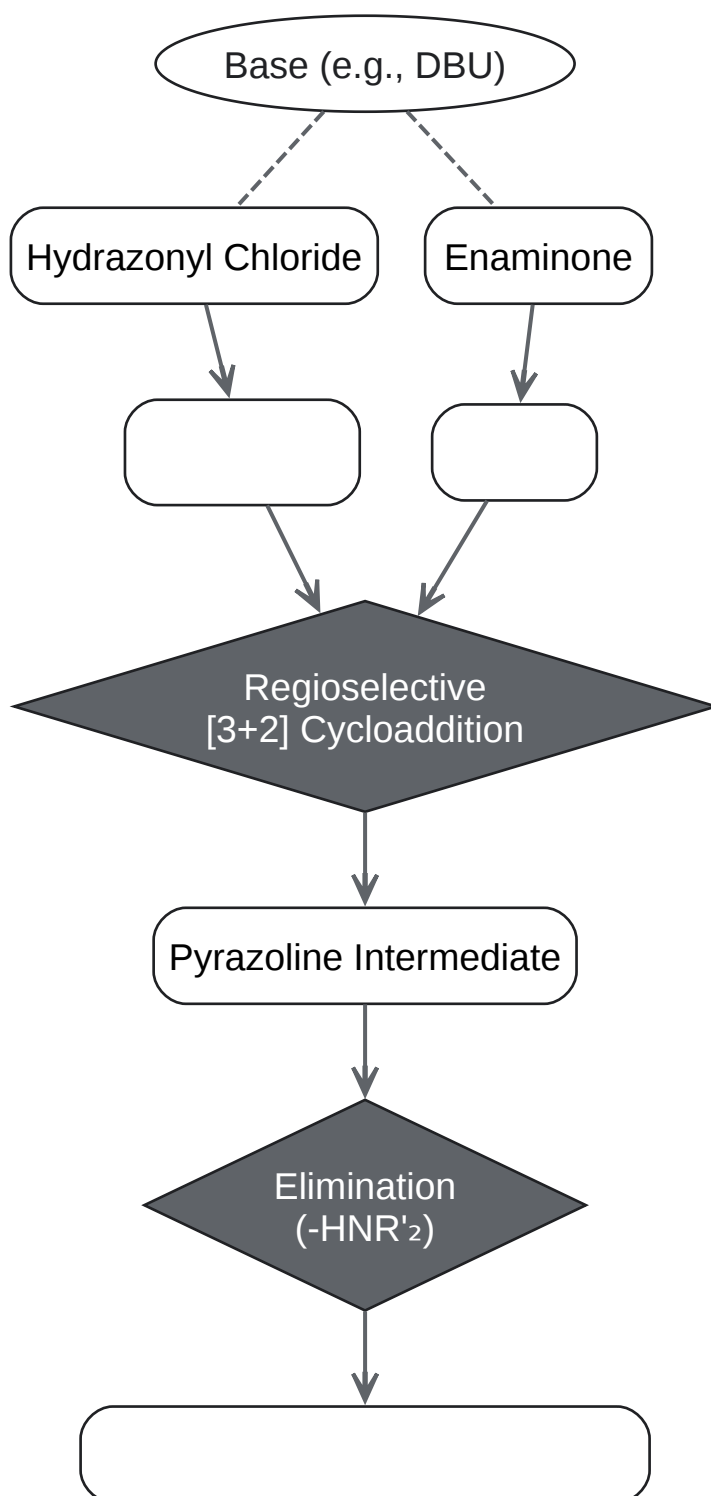 Base (e.g., DBU)
Hydrazonyl Chloride
Enaminone
Regioselective
[3+2] Cycloaddition
Pyrazoline Intermediate
Elimination
(-HNR'₂)